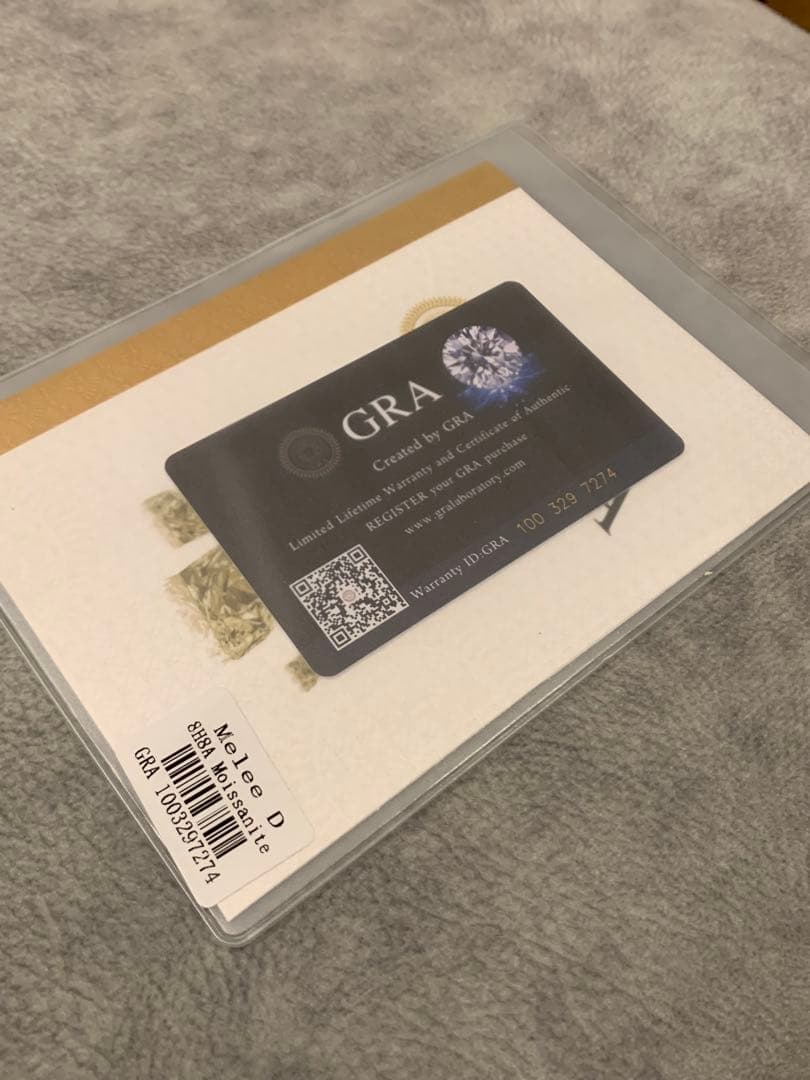 GRA
Created by GRA
Limited Lifetime Warranty and Certificate of Authentic
REGISTER your GRA purchase
www.gralaboratory.com
Warranty ID:GRA 100 329 7274
A
Melee D
8H8A Moissanite
GRA 1003297274